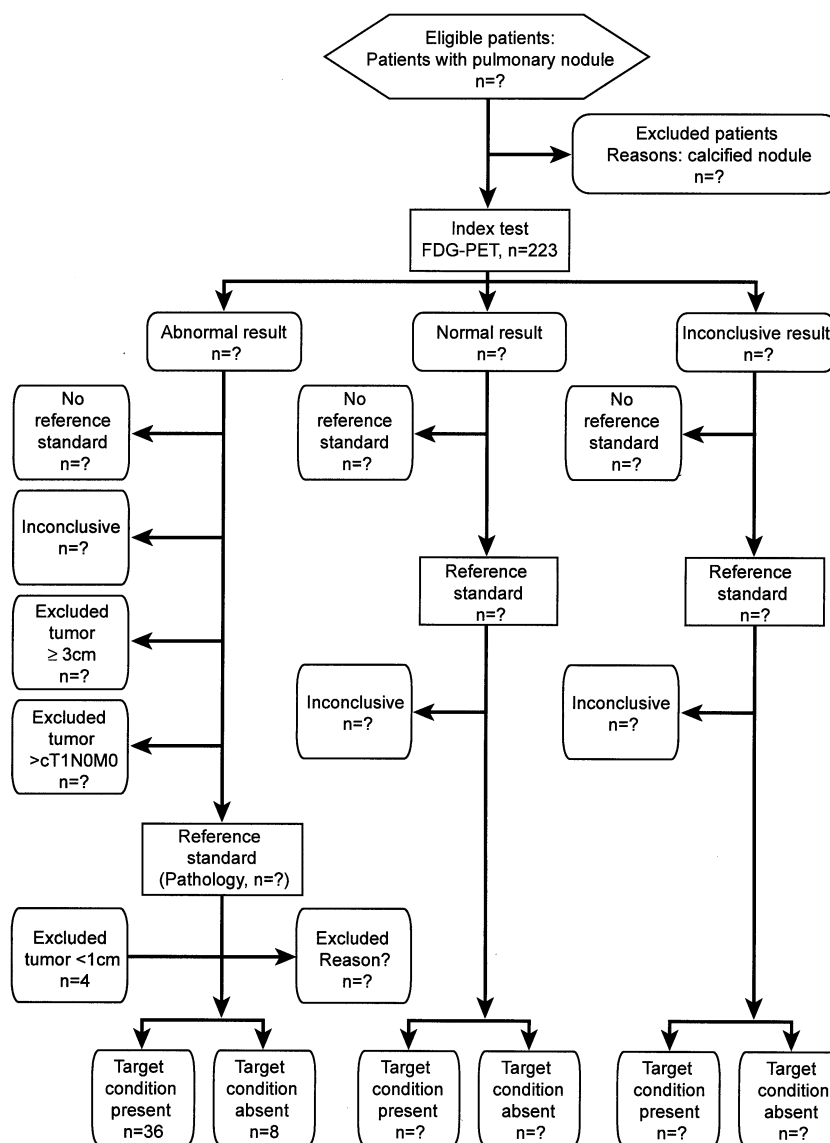 Eligible patients:
Patients with pulmonary nodule
n=?
Excluded patients
Reasons: calcified nodule
n=?
Index test
FDG-PET, n=223
Abnormal result
n=?
Normal result
n=?
Inconclusive result
n=?
No
reference
standard
n=?
No
reference
standard
n=?
No
reference
standard
n=?
Inconclusive
n=?
Reference
standard
n=?
Reference
standard
n=?
Excluded
tumor
≥ 3cm
n=?
Inconclusive
n=?
Inconclusive
n=?
Excluded
tumor
>cT1N0M0
n=?
Reference
standard
(Pathology, n=?)
Excluded
tumor <1cm
n=4
Excluded
Reason?
n=?
Target
condition
present
n=36
Target
condition
absent
n=8
Target
condition
present
n=?
Target
condition
absent
n=?
Target
condition
present
n=?
Target
condition
absent
n=?